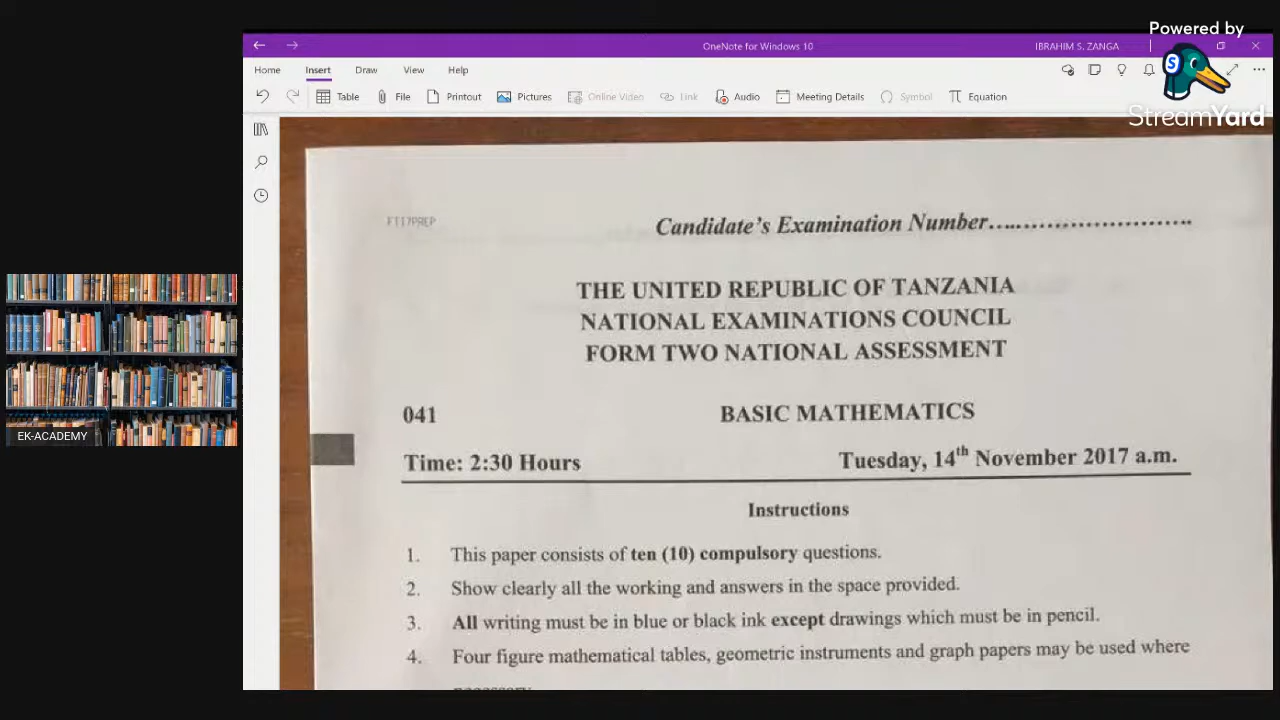 Powered by
StreamYard
OneNote for Windows 10
IBRAHIM S. ZANGA
Home Insert Draw View Help
Table File Printout Pictures Online Video Link Audio Meeting Details Symbol Equation
FT17PREP
Candidate's Examination Number.............................
THE UNITED REPUBLIC OF TANZANIA
NATIONAL EXAMINATIONS COUNCIL
FORM TWO NATIONAL ASSESSMENT
041 BASIC MATHEMATICS
Time: 2:30 Hours Tuesday, 14th November 2017 a.m.
Instructions
1. This paper consists of ten (10) compulsory questions.
2. Show clearly all the working and answers in the space provided.
3. All writing must be in blue or black ink except drawings which must be in pencil.
4. Four figure mathematical tables, geometric instruments and graph papers may be used where
EK-ACADEMY